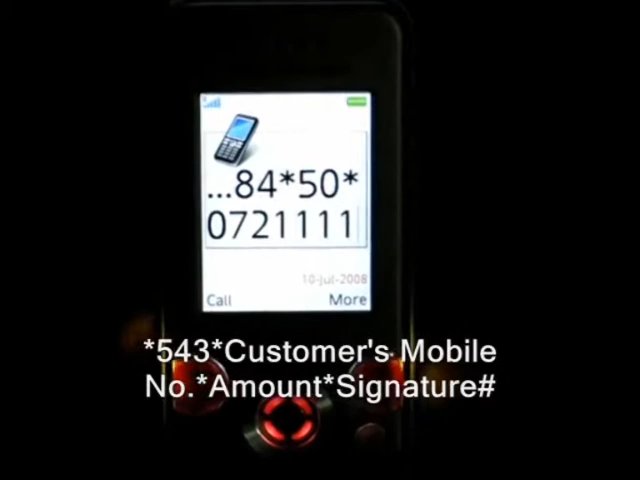 ...84*50*
0721111
10-Jul-2008
Call More
*543*Customer's Mobile
No.*Amount*Signature#